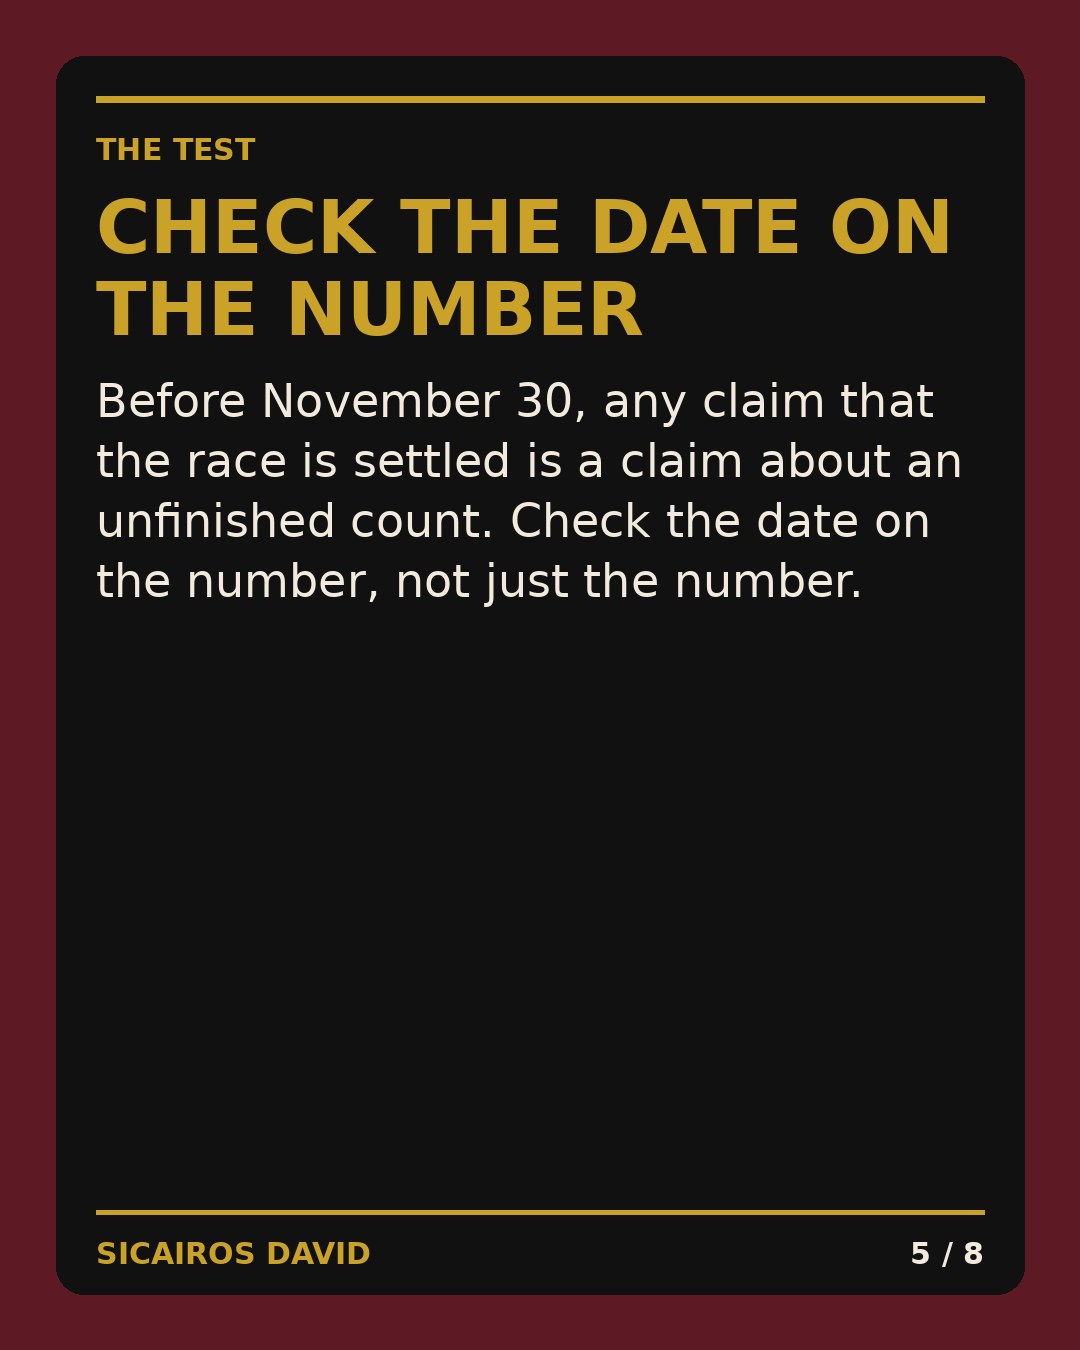 THE TEST
CHECK THE DATE ON
THE NUMBER
Before November 30, any claim that
the race is settled is a claim about an
unfinished count. Check the date on
the number, not just the number.
SICAIROS DAVID
5 / 8